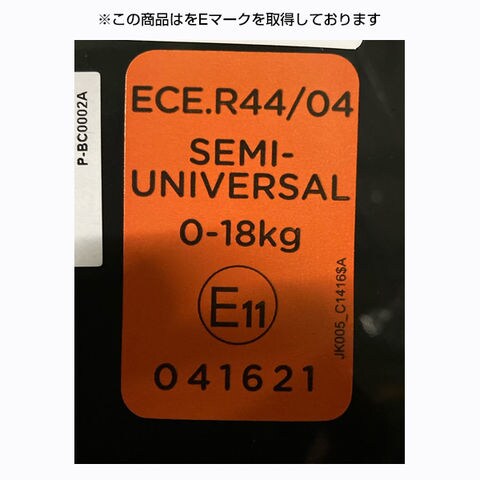 ※この商品はをEマークを取得しております
P-BC0002A
ECE.R44/04
SEMI-
UNIVERSAL
0-18kg
E11
041621
JK005_C1416$A